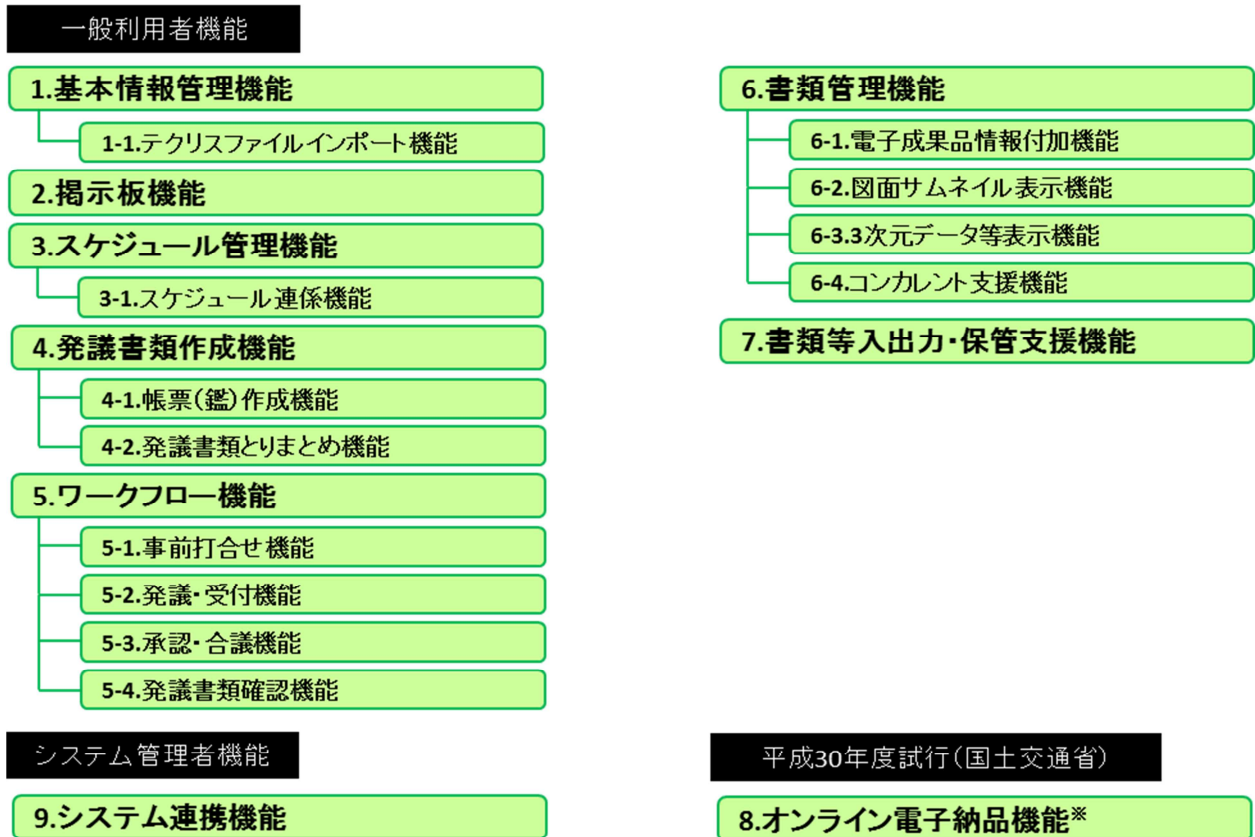 一般利用者機能
1.基本情報管理機能
1-1.テクリスファイルインポート機能
2.掲示板機能
3.スケジュール管理機能
3-1.スケジュール連係機能
4.発議書類作成機能
4-1.帳票(鑑)作成機能
4-2.発議書類とりまとめ機能
5.ワークフロー機能
5-1.事前打合せ機能
5-2.発議・受付機能
5-3.承認・合議機能
5-4.発議書類確認機能
6.書類管理機能
6-1.電子成果品情報付加機能
6-2.図面サムネイル表示機能
6-3.3次元データ等表示機能
6-4.コンカレント支援機能
7.書類等入出力・保管支援機能
システム管理者機能
9.システム連携機能
平成30年度試行(国土交通省)
8.オンライン電子納品機能※